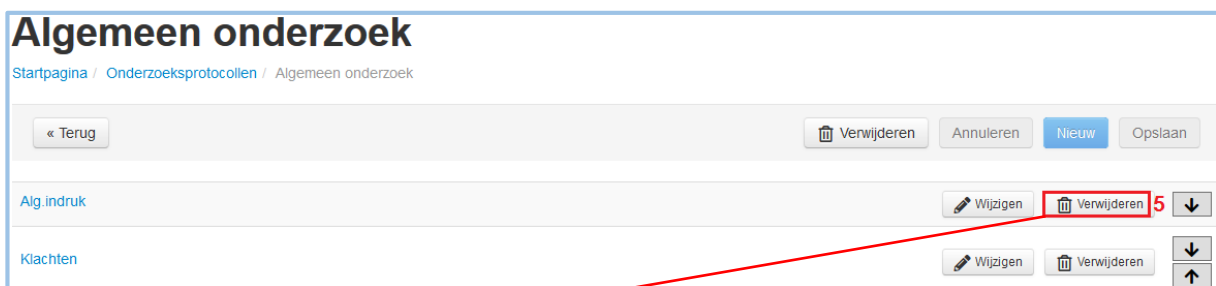 Algemeen onderzoek
Startpagina / Onderzoeksprotocollen / Algemeen onderzoek
« Terug Verwijderen Annuleren Nieuw Opslaan
Alg.indruk Wijzigen Verwijderen 5
Klachten Wijzigen Verwijderen